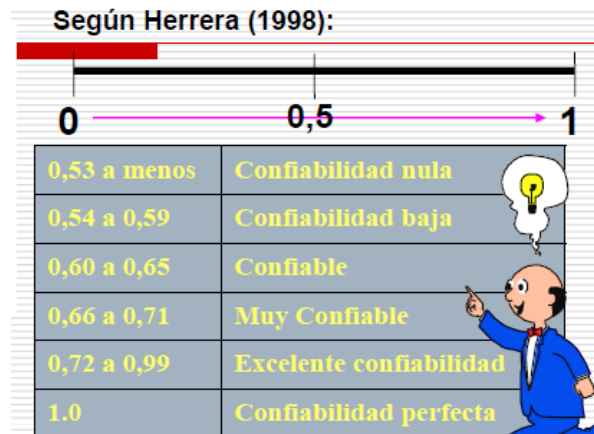 Según Herrera (1998):
0 0,5 1
0,53 a menos Confiabilidad nula
0,54 a 0,59 Confiabilidad baja
0,60 a 0,65 Confiable
0,66 a 0,71 Muy Confiable
0,72 a 0,99 Excelente confiabilidad
1.0 Confiabilidad perfecta